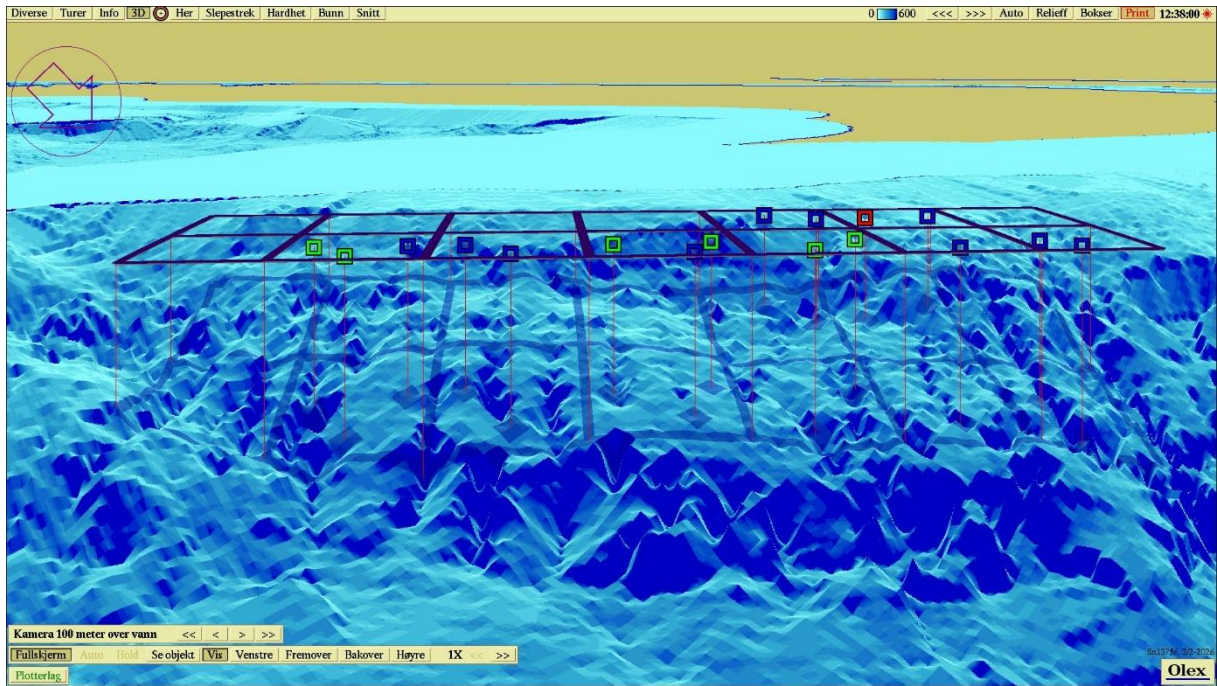 Diverse Turer Info 3D Her Slepestrek Hardhet Bunn Snitt 0 600 <<< >>> Auto Relieff Bokser Print 12:38:00
Kamera 100 meter over vann << < > >>
Fullskjerm Auto Hold Se objekt Vis Venstre Fremover Bakover Høyre 1X << >>
Plotterlag
Olex